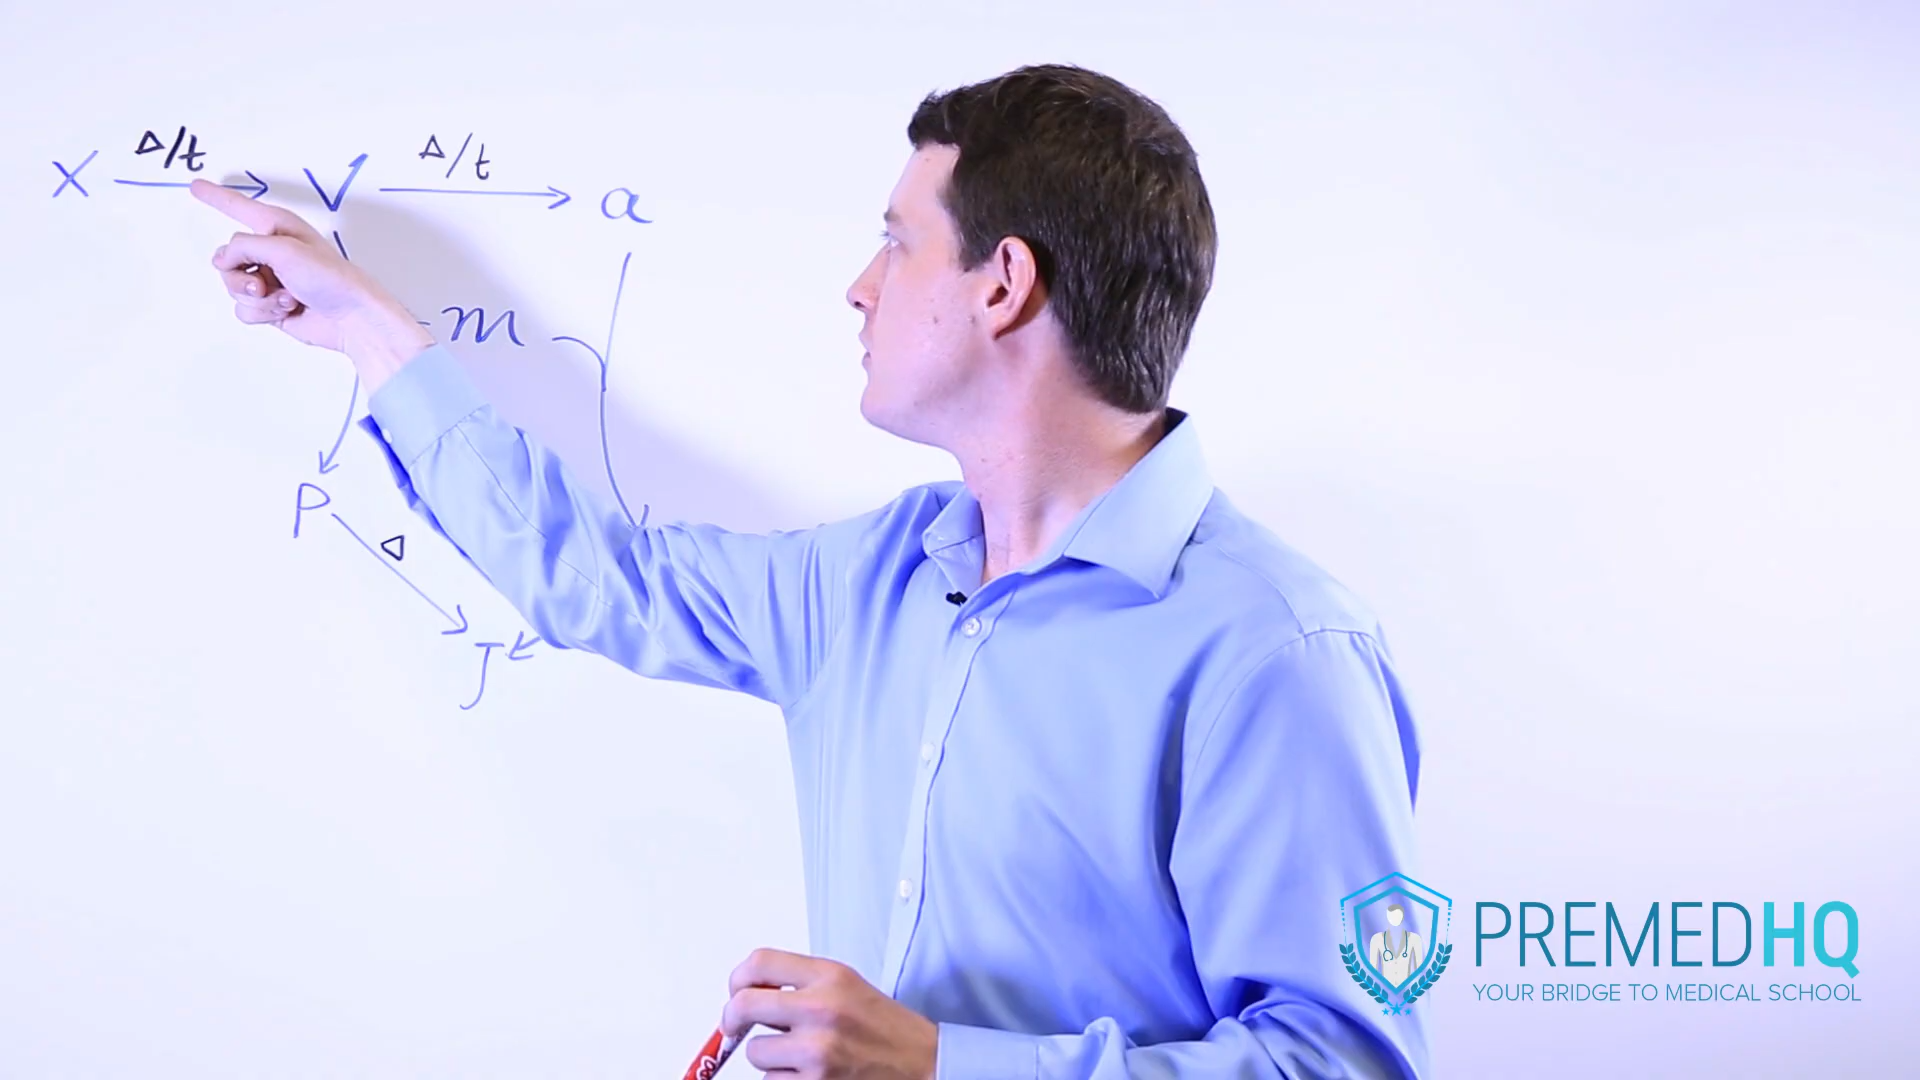 X Δ/t V Δ/t a
m
P
Δ
J
PREMEDHQ
YOUR BRIDGE TO MEDICAL SCHOOL